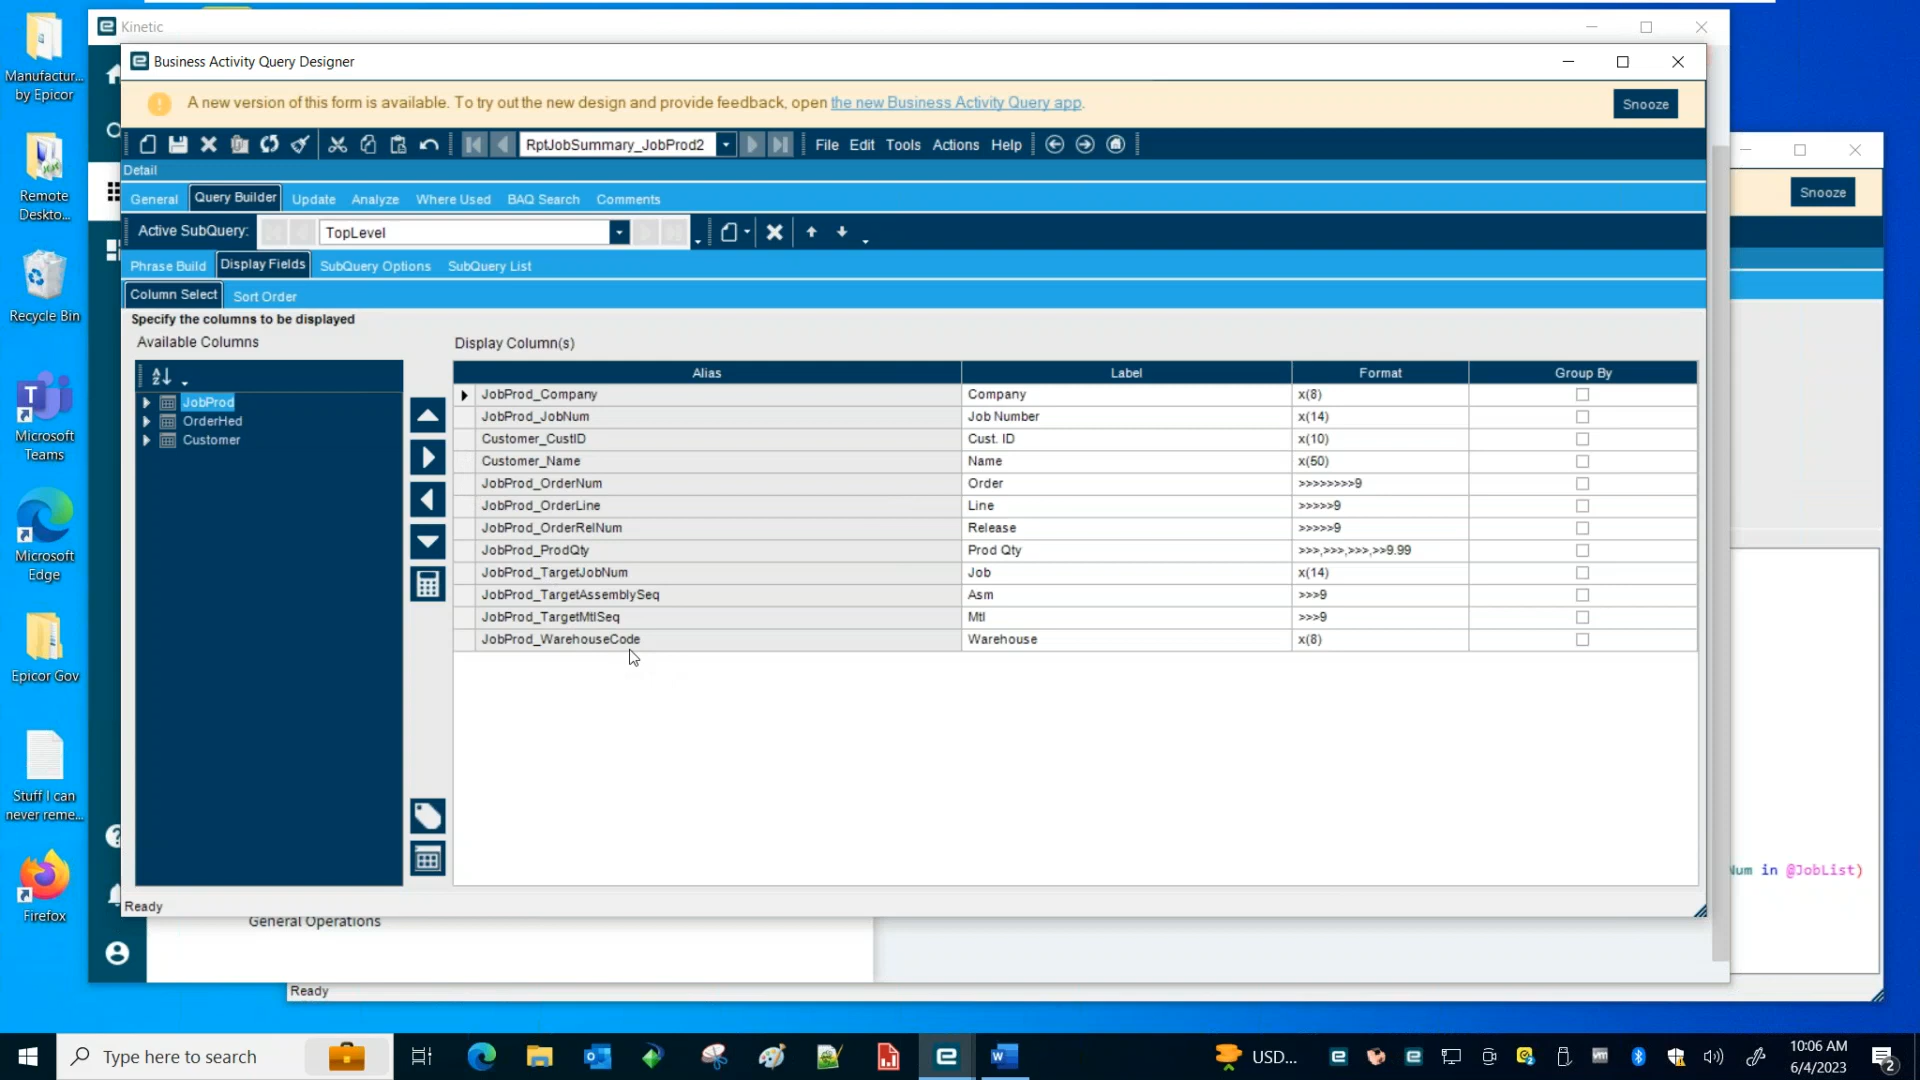 Manufactur...
by Epicor
Remote
Deskto...
Recycle Bin
Microsoft
Teams
Microsoft
Edge
Epicor Gov
Stuff I can
never reme...
Firefox
Kinetic
Business Activity Query Designer
A new version of this form is available. To try out the new design and provide feedback, open the new Business Activity Query app.
Snooze
RptJobSummary_JobProd2
File Edit Tools Actions Help
Detail
General Query Builder Update Analyze Where Used BAQ Search Comments
Active SubQuery: TopLevel
Phrase Build Display Fields SubQuery Options SubQuery List
Column Select Sort Order
Specify the columns to be displayed
Available Columns
JobProd
OrderHed
Customer
Display Column(s)
Alias Label Format Group By
JobProd_Company Company x(8)
JobProd_JobNum Job Number x(14)
Customer_CustID Cust. ID x(10)
Customer_Name Name x(50)
JobProd_OrderNum Order >>>>>>>>9
JobProd_OrderLine Line >>>>>9
JobProd_OrderRelNum Release >>>>>9
JobProd_ProdQty Prod Qty >>>,>>>,>>>,>>9.99
JobProd_TargetJobNum Job x(14)
JobProd_TargetAssemblySeq Asm >>>9
JobProd_TargetMtlSeq Mtl >>>9
JobProd_WarehouseCode Warehouse x(8)
Ready
Snooze
Num in @JobList)
General Operations
Ready
Type here to search
USD...
10:06 AM
6/4/2023
2